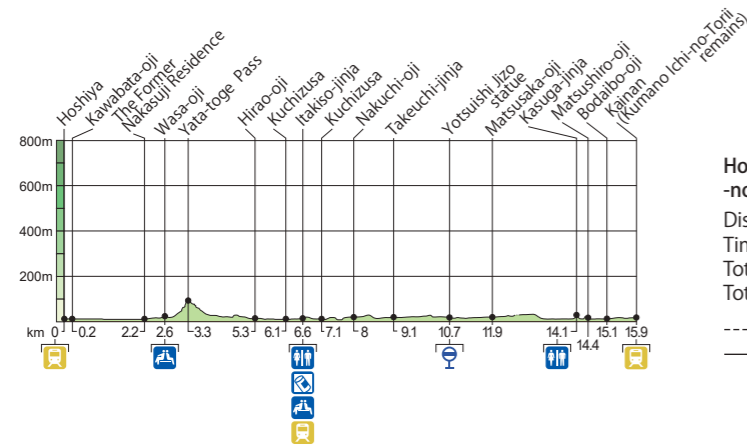 Hoshiya
Kawabata-oji
The Former
Nakasuji Residence
Wasa-oji
Yata-toge Pass
Hirao-oji
Kuchizusa
Itakiso-jinja
Kuchizusa
Nakuchi-oji
Takeuchi-jinja
Yotsuishi Jizo
statue
Matsusaka-oji
Kasuga-jinja
Matsushiro-oji
Bodaibo-oji
Kainan
(Kumano Ichi-no-Torii
remains)
800m
600m
400m
200m
km 0 0.2 2.2 2.6 3.3 5.3 6.1 6.6 7.1 8 9.1 10.7 11.9 14.1 15.1 15.9
14.4
Ho
-no
Dis
Tin
Tot
Tot